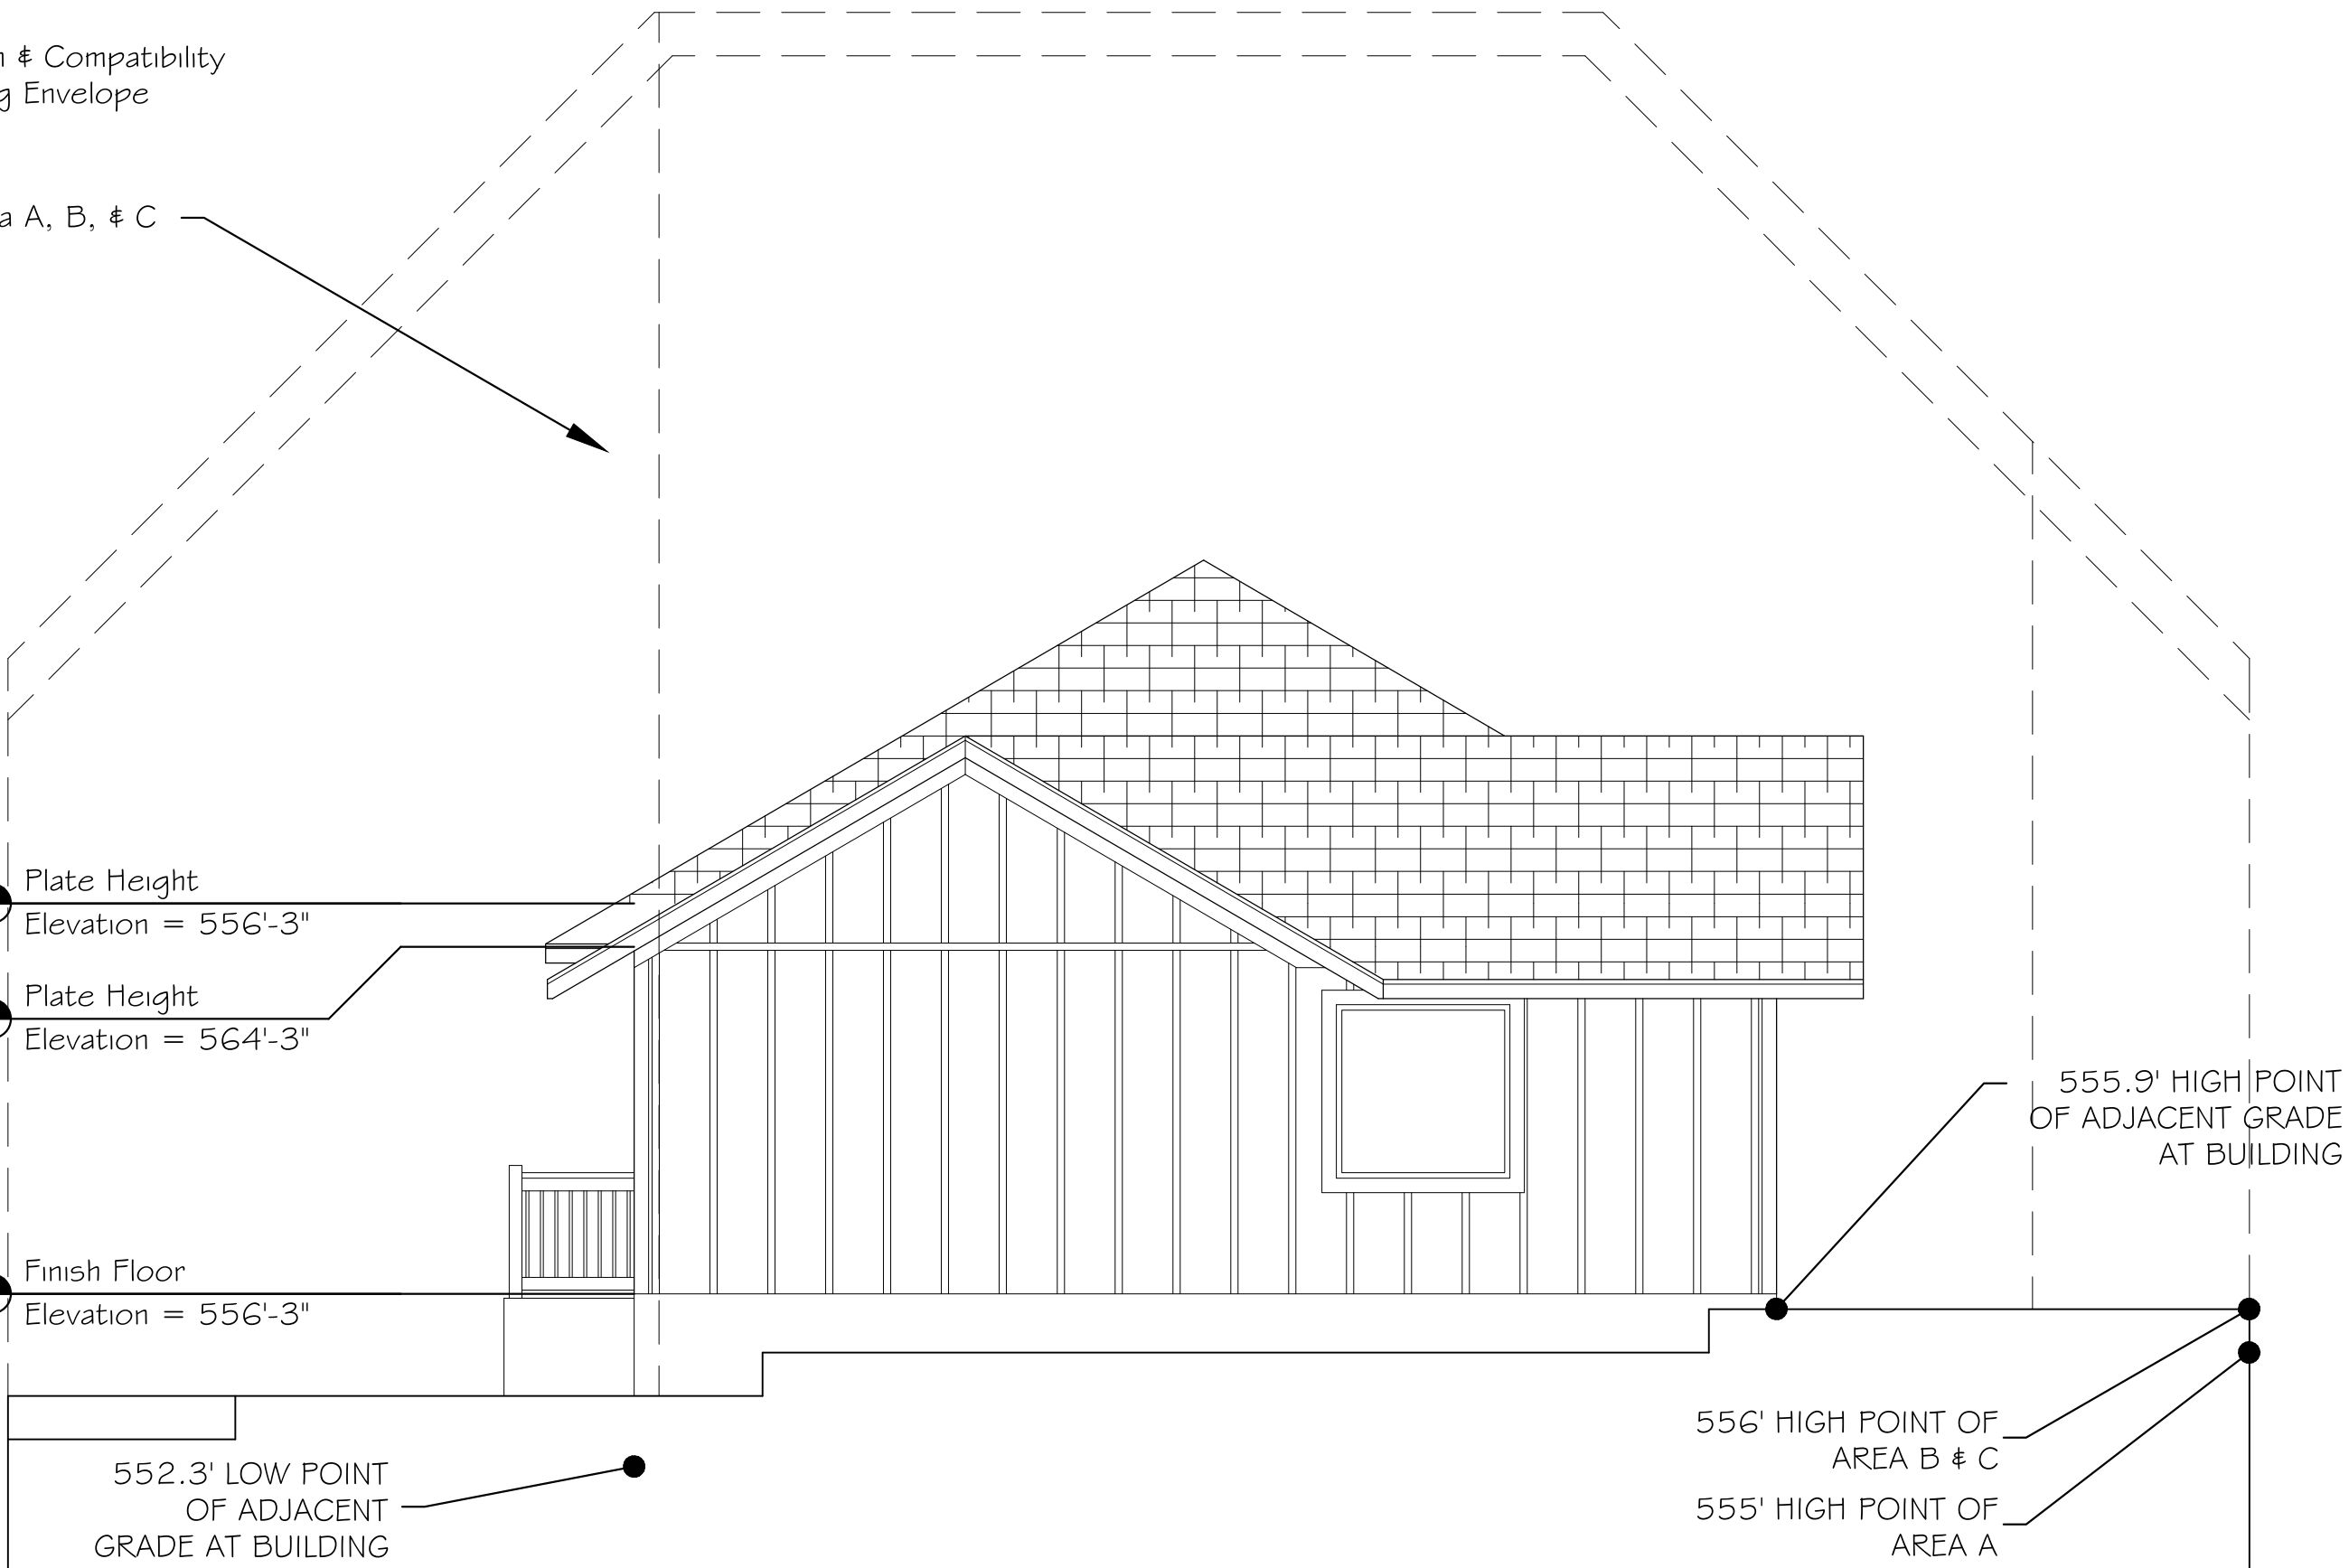 & Compatibility
Envelope
A, B, & C
Plate Height
Elevation = 556'-3"
Plate Height
Elevation = 564'-3"
555.9' HIGH POINT
OF ADJACENT GRADE
AT BUILDING
Finish Floor
Elevation = 556'-3"
556' HIGH POINT OF
AREA B & C
552.3' LOW POINT
OF ADJACENT
GRADE AT BUILDING
555' HIGH POINT OF
AREA A